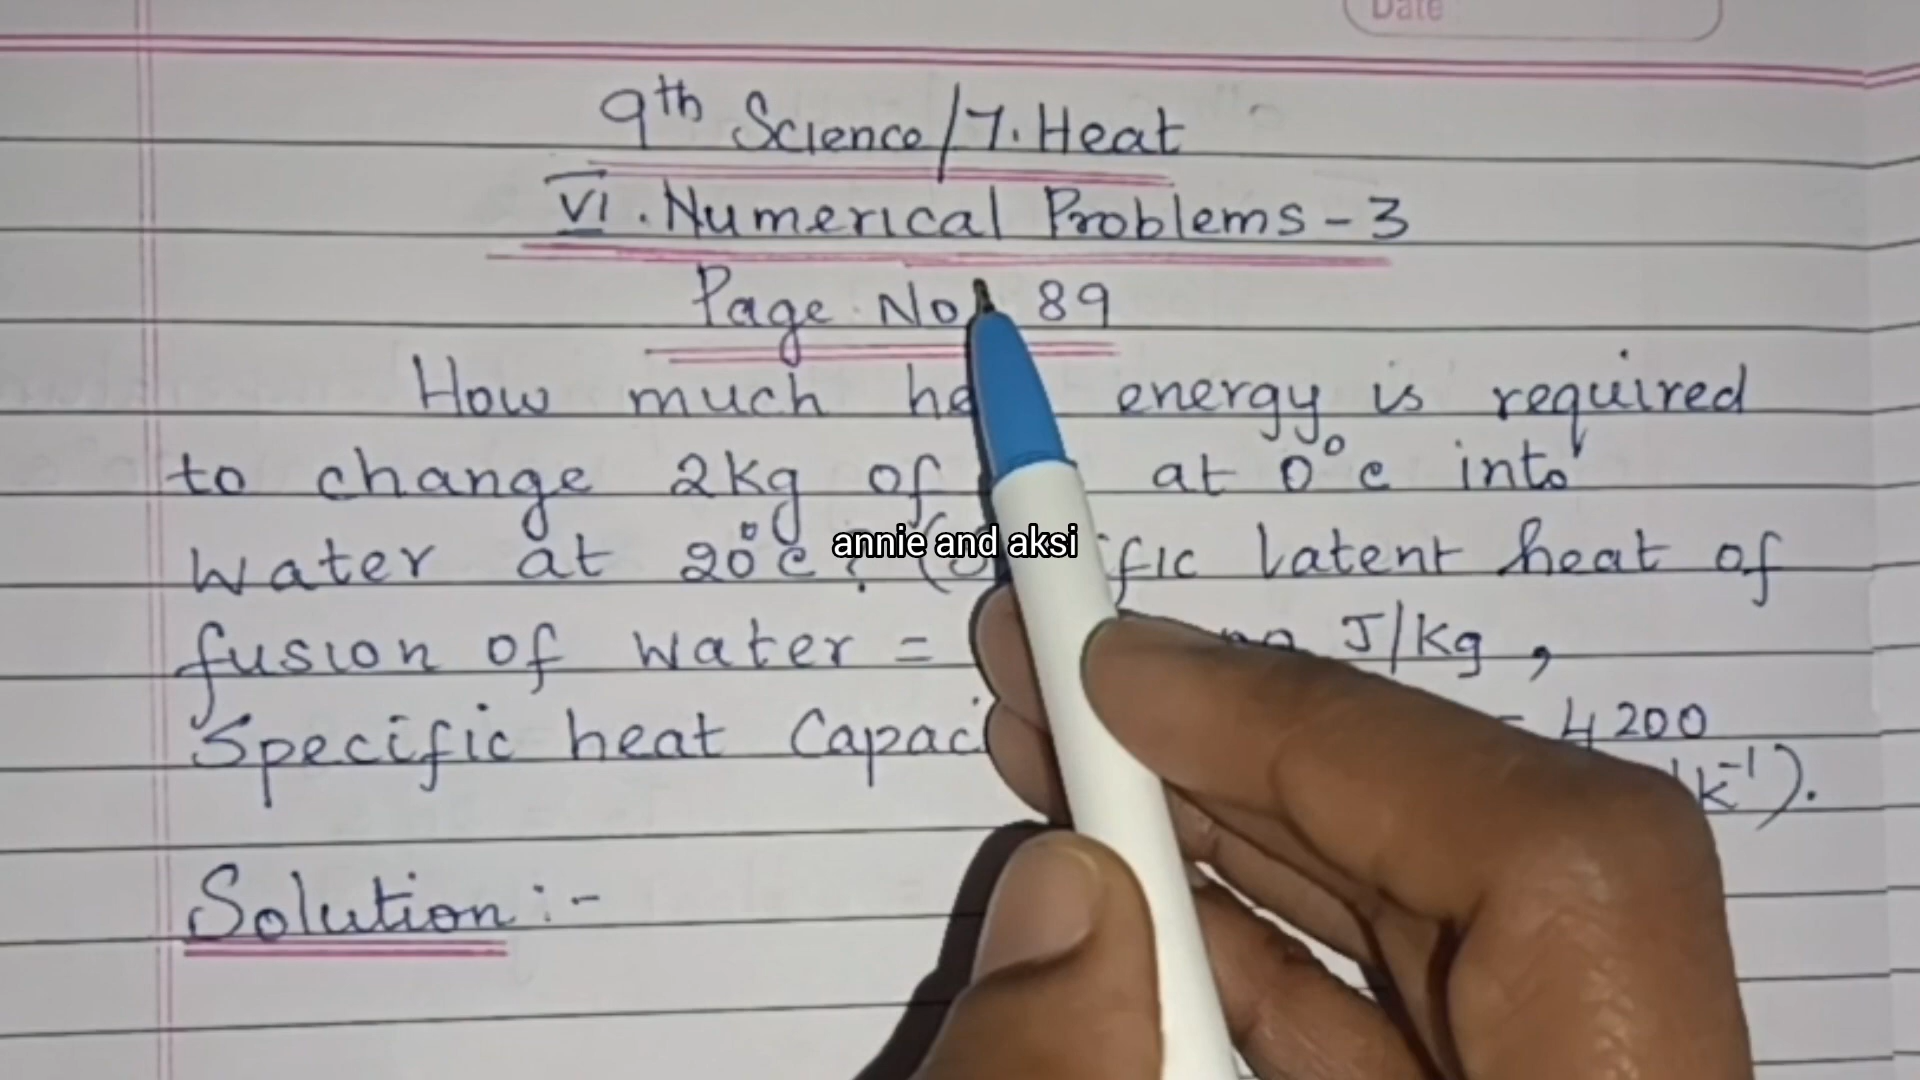 Date
9th Science/7. Heat
VI. Numerical Problems - 3
Page No 89
How much energy is required
to change 2kg of at 0°c into
water at 20°c? latent heat of
annie and aksi
fusion of water = J/kg,
Specific heat = 4200
k⁻¹).
Solution :-